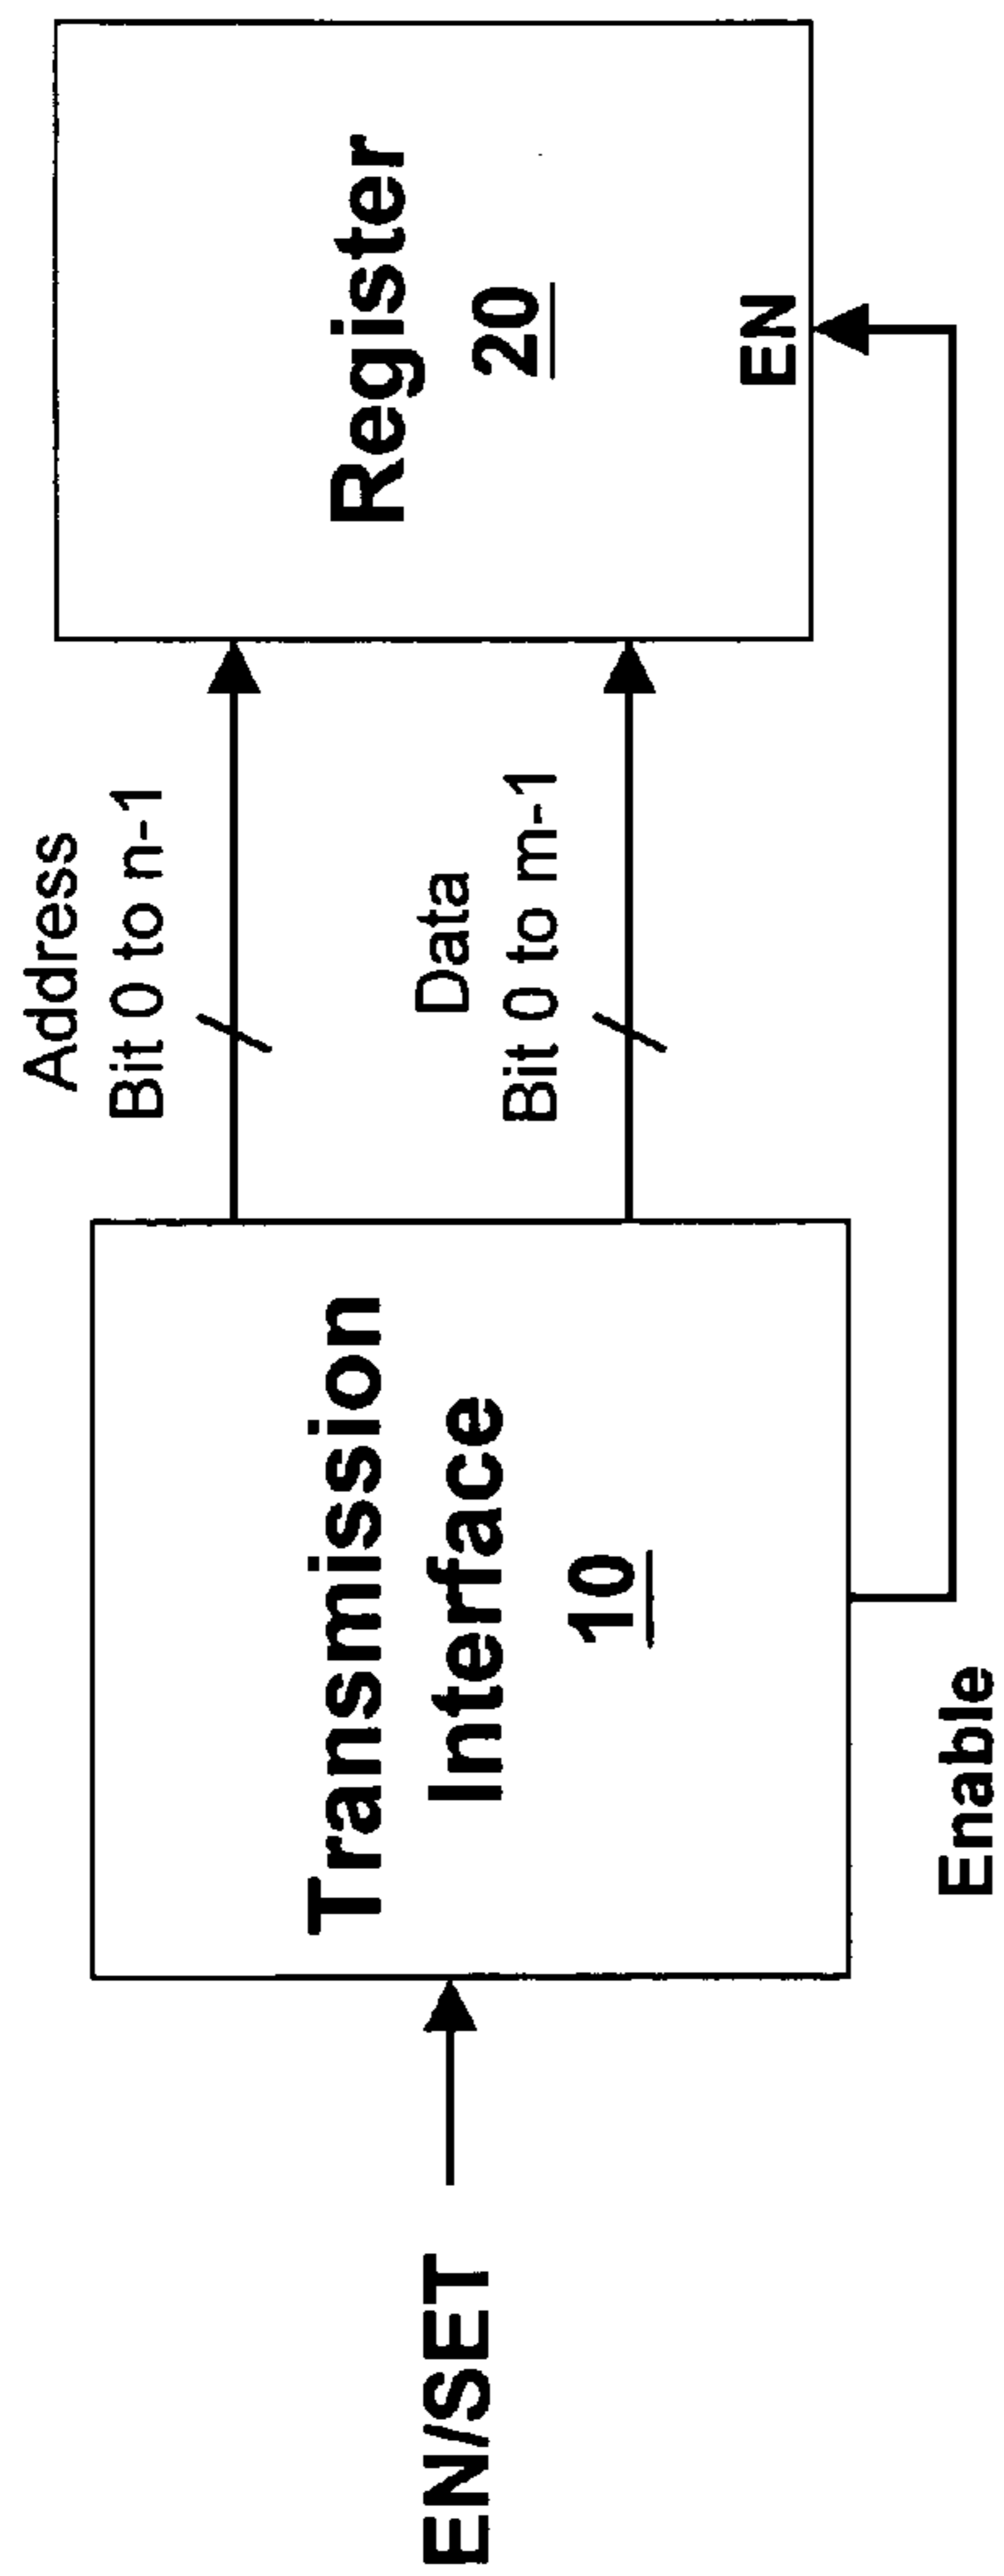 EN/SET
Transmission
Interface
10
Enable
Address
Bit 0 to n-1
Data
Bit 0 to m-1
Register
20
EN